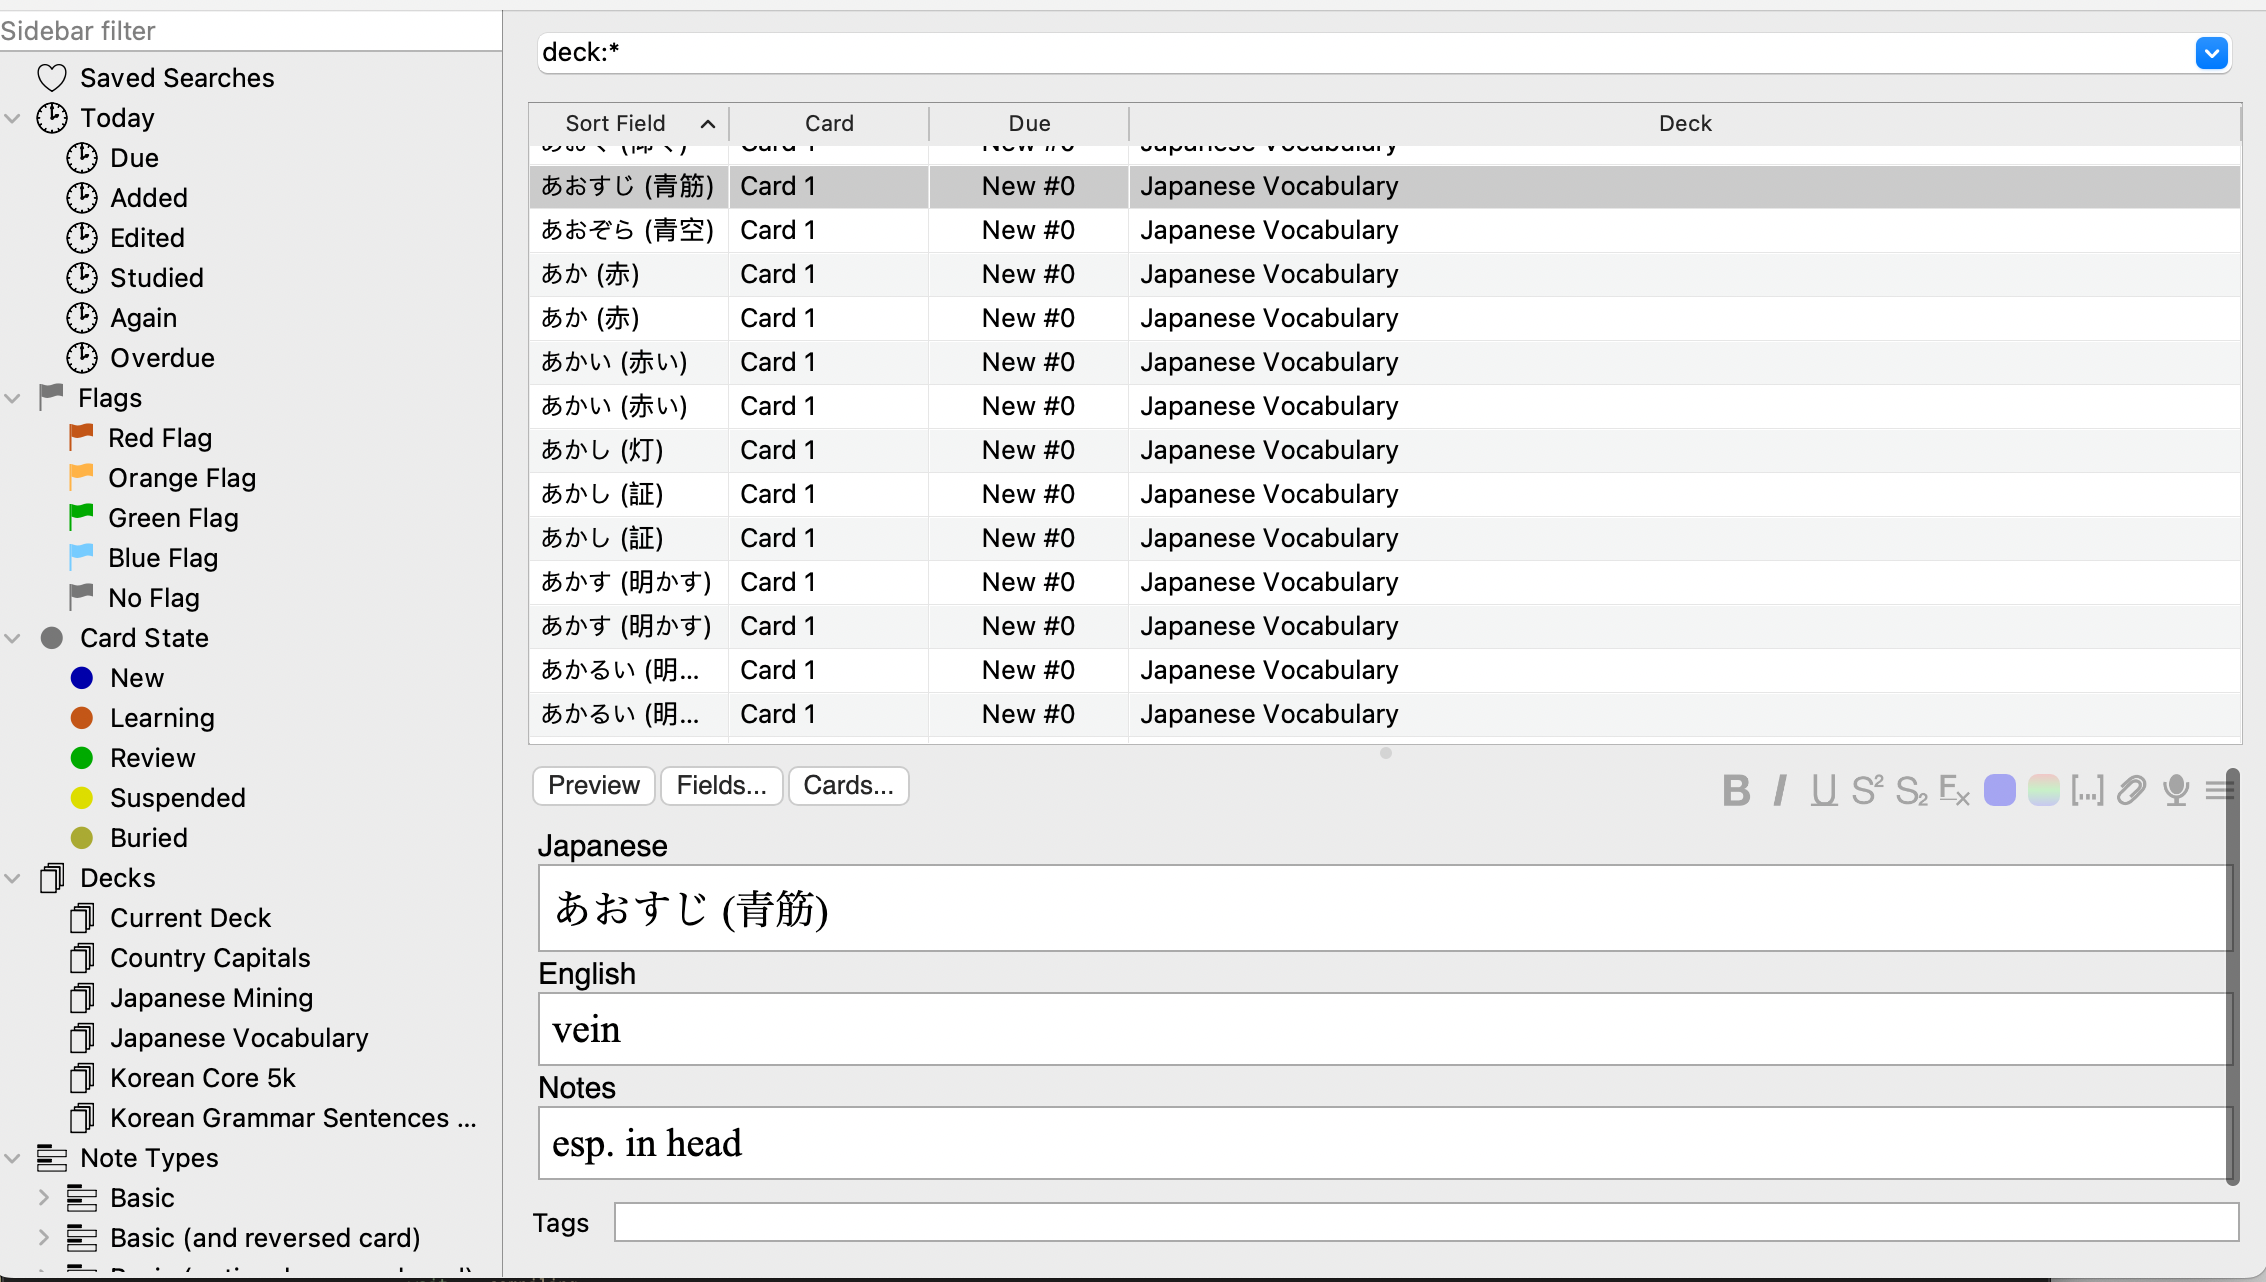 Sidebar filter
Saved Searches
Today
Due
Added
Edited
Studied
Again
Overdue
Flags
Red Flag
Orange Flag
Green Flag
Blue Flag
No Flag
Card State
New
Learning
Review
Suspended
Buried
Decks
Current Deck
Country Capitals
Japanese Mining
Japanese Vocabulary
Korean Core 5k
Korean Grammar Sentences ...
Note Types
Basic
Basic (and reversed card)
deck:*
Sort Field Card Due Deck
あおすじ (青筋) Card 1 New #0 Japanese Vocabulary
あおぞら (青空) Card 1 New #0 Japanese Vocabulary
あか (赤) Card 1 New #0 Japanese Vocabulary
あか (赤) Card 1 New #0 Japanese Vocabulary
あかい (赤い) Card 1 New #0 Japanese Vocabulary
あかい (赤い) Card 1 New #0 Japanese Vocabulary
あかし (灯) Card 1 New #0 Japanese Vocabulary
あかし (証) Card 1 New #0 Japanese Vocabulary
あかし (証) Card 1 New #0 Japanese Vocabulary
あかす (明かす) Card 1 New #0 Japanese Vocabulary
あかす (明かす) Card 1 New #0 Japanese Vocabulary
あかるい (明... Card 1 New #0 Japanese Vocabulary
あかるい (明... Card 1 New #0 Japanese Vocabulary
Preview Fields... Cards... B I U S² S₂ Fx [...]
Japanese
あおすじ (青筋)
English
vein
Notes
esp. in head
Tags